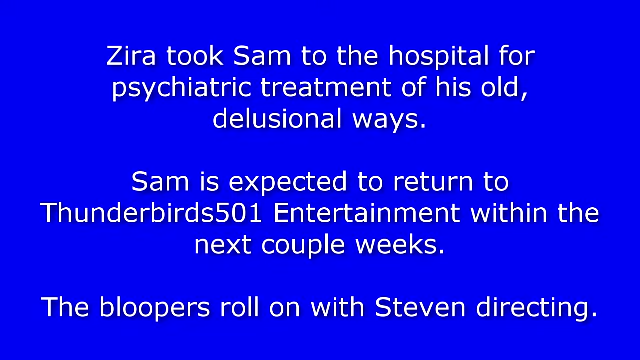 Zira took Sam to the hospital for
psychiatric treatment of his old,
delusional ways.
Sam is expected to return to
Thunderbirds501 Entertainment within the
next couple weeks.
The bloopers roll on with Steven directing.